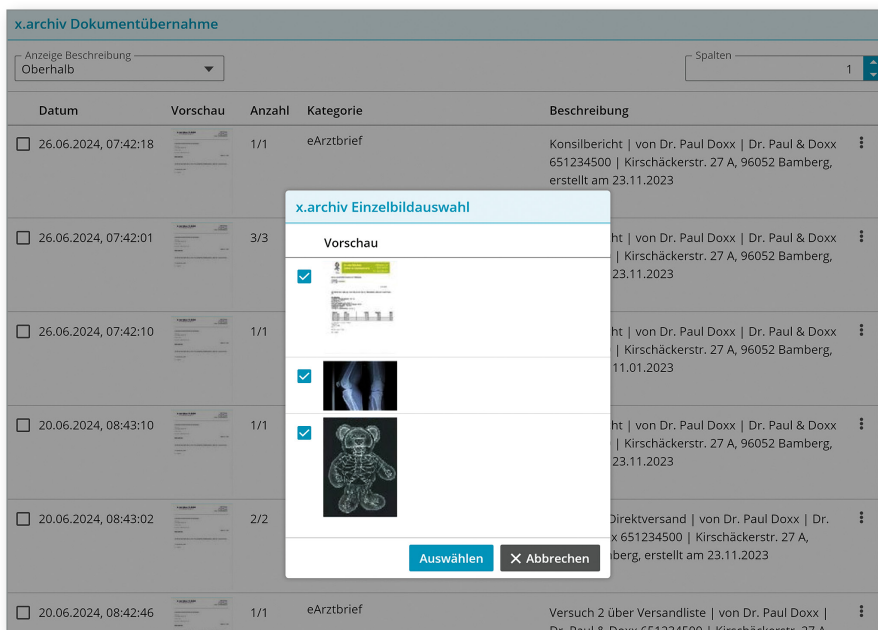 x.archiv Dokumentübernahme
Anzeige Beschreibung
Oberhalb
Spalten
1
Datum Vorschau Anzahl Kategorie Beschreibung
26.06.2024, 07:42:18 1/1 eArztbrief Konsilbericht | von Dr. Paul Doxx | Dr. Paul & Doxx
651234500 | Kirschäckerstr. 27 A, 96052 Bamberg,
erstellt am 23.11.2023
26.06.2024, 07:42:01 3/3 ht | von Dr. Paul Doxx | Dr. Paul & Doxx
| Kirschäckerstr. 27 A, 96052 Bamberg,
23.11.2023
26.06.2024, 07:42:10 1/1 ht | von Dr. Paul Doxx | Dr. Paul & Doxx
| Kirschäckerstr. 27 A, 96052 Bamberg,
11.01.2023
20.06.2024, 08:43:10 1/1 ht | von Dr. Paul Doxx | Dr. Paul & Doxx
| Kirschäckerstr. 27 A, 96052 Bamberg,
23.11.2023
20.06.2024, 08:43:02 2/2 Direktversand | von Dr. Paul Doxx | Dr.
x 651234500 | Kirschäckerstr. 27 A,
berg, erstellt am 23.11.2023
20.06.2024, 08:42:46 1/1 eArztbrief Versuch 2 über Versandliste | von Dr. Paul Doxx |
Dr. Paul & Doxx 651234500 | Kirschäckerstr. 27 A
x.archiv Einzelbildauswahl
Vorschau
Auswählen Abbrechen